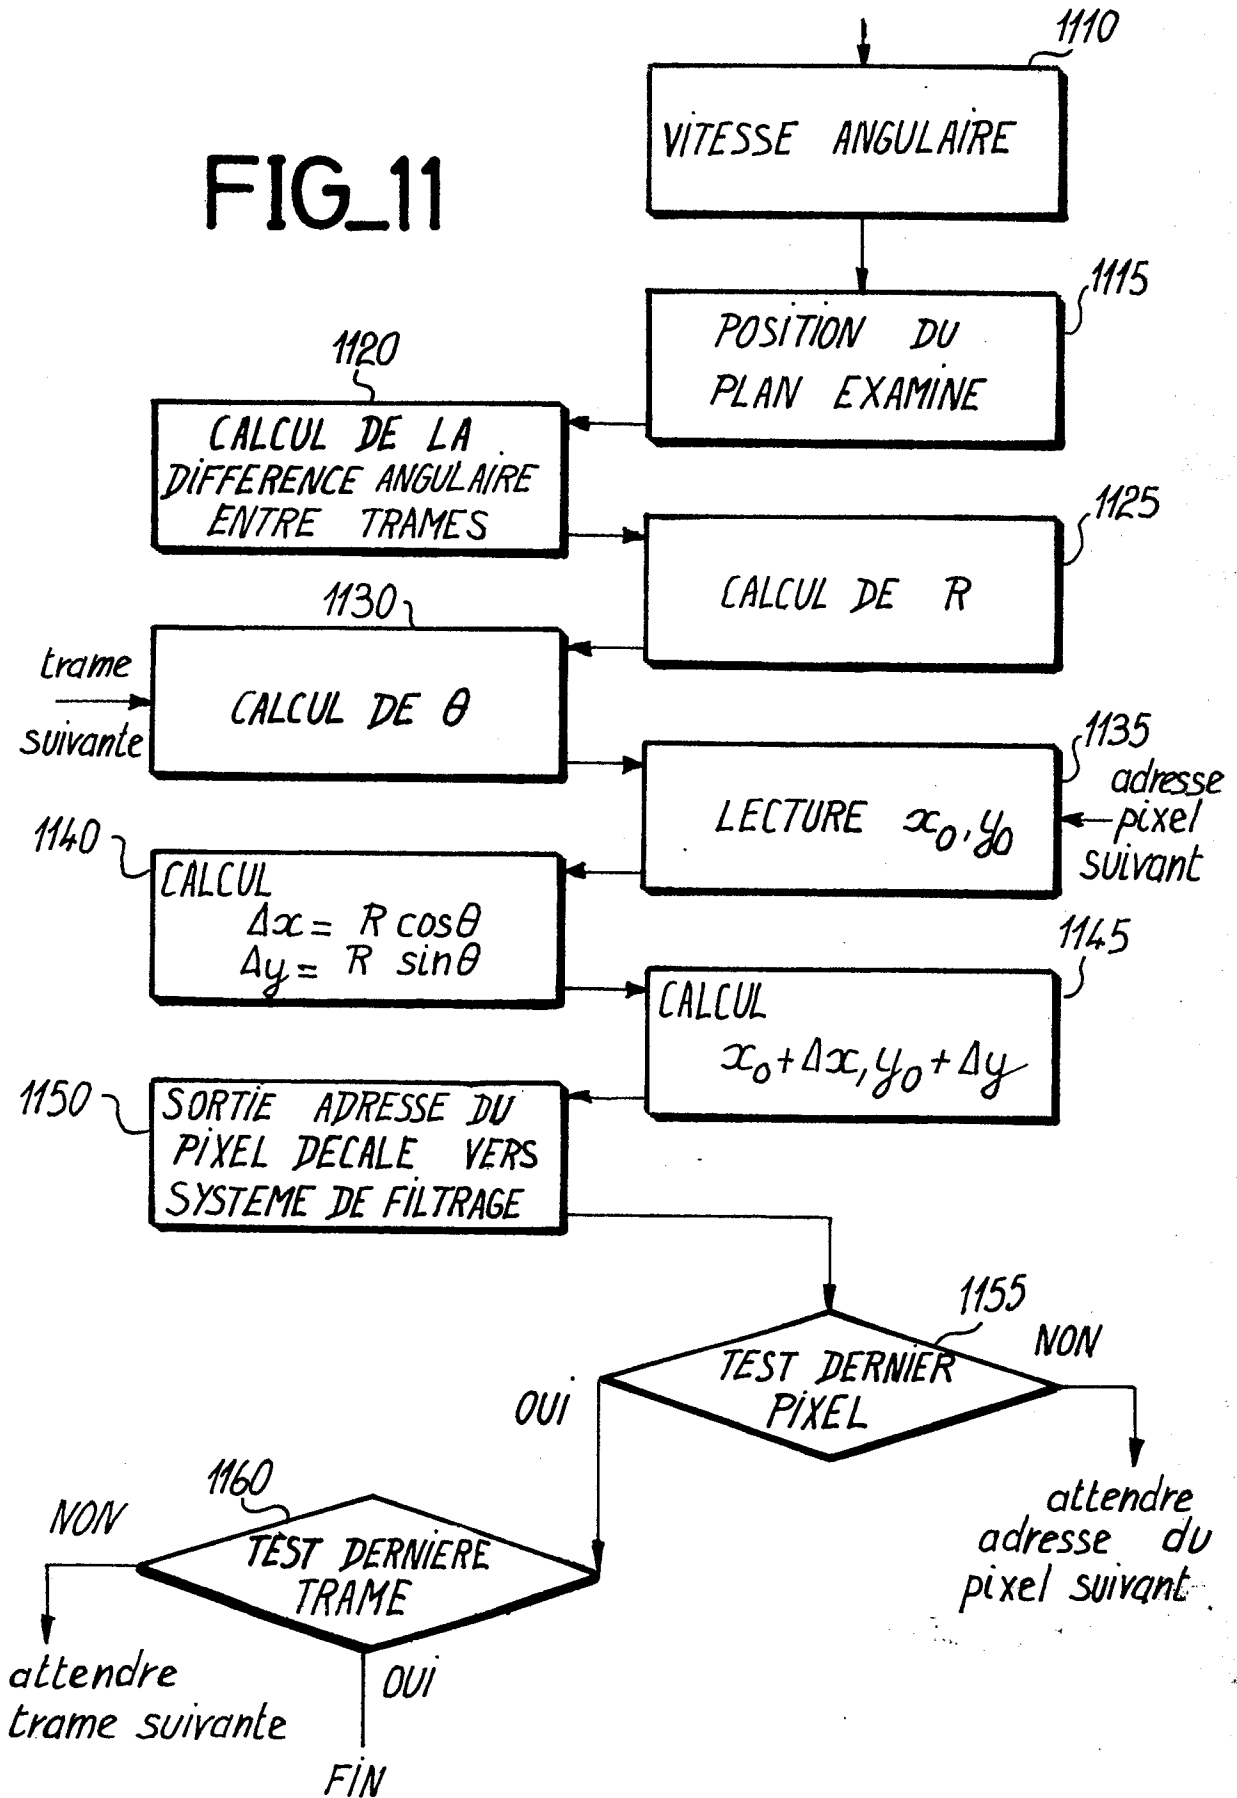 FIG_11
1110
VITESSE ANGULAIRE
1115
POSITION DU
PLAN EXAMINE
1120
CALCUL DE LA
DIFFERENCE ANGULAIRE
ENTRE TRAMES
1125
CALCUL DE R
1130
trame
suivante
CALCUL DE θ
1135
LECTURE x₀, y₀
adresse
pixel
suivant
1140
CALCUL
Δx = R cosθ
Δy = R sinθ
1145
CALCUL
x₀ + Δx, y₀ + Δy
1150
SORTIE ADRESSE DU
PIXEL DECALE VERS
SYSTEME DE FILTRAGE
1155
TEST DERNIER
PIXEL
NON
OUI
attendre
adresse du
pixel suivant
1160
TEST DERNIERE
TRAME
NON
attendre
trame suivante
OUI
FIN